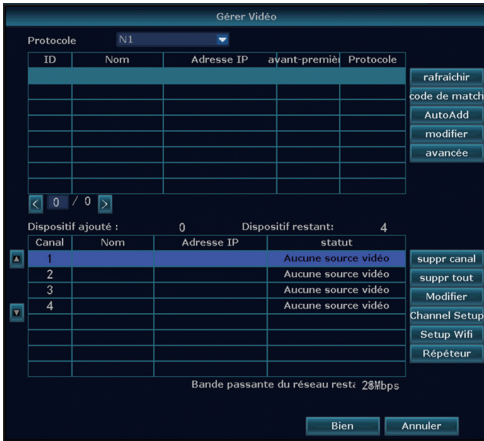 Gérer Vidéo
Protocole N1
ID Nom Adresse IP avant-premièr Protocole
rafraîchir
code de match
AutoAdd
modifier
avancée
< 0 / 0 >
Dispositif ajouté : 0 Dispositif restant: 4
Canal Nom Adresse IP statut
1 Aucune source vidéo
2 Aucune source vidéo
3 Aucune source vidéo
4 Aucune source vidéo
suppr canal
suppr tout
Modifier
Channel Setup
Setup Wifi
Répéteur
Bande passante du réseau resta 28Mbps
Bien Annuler